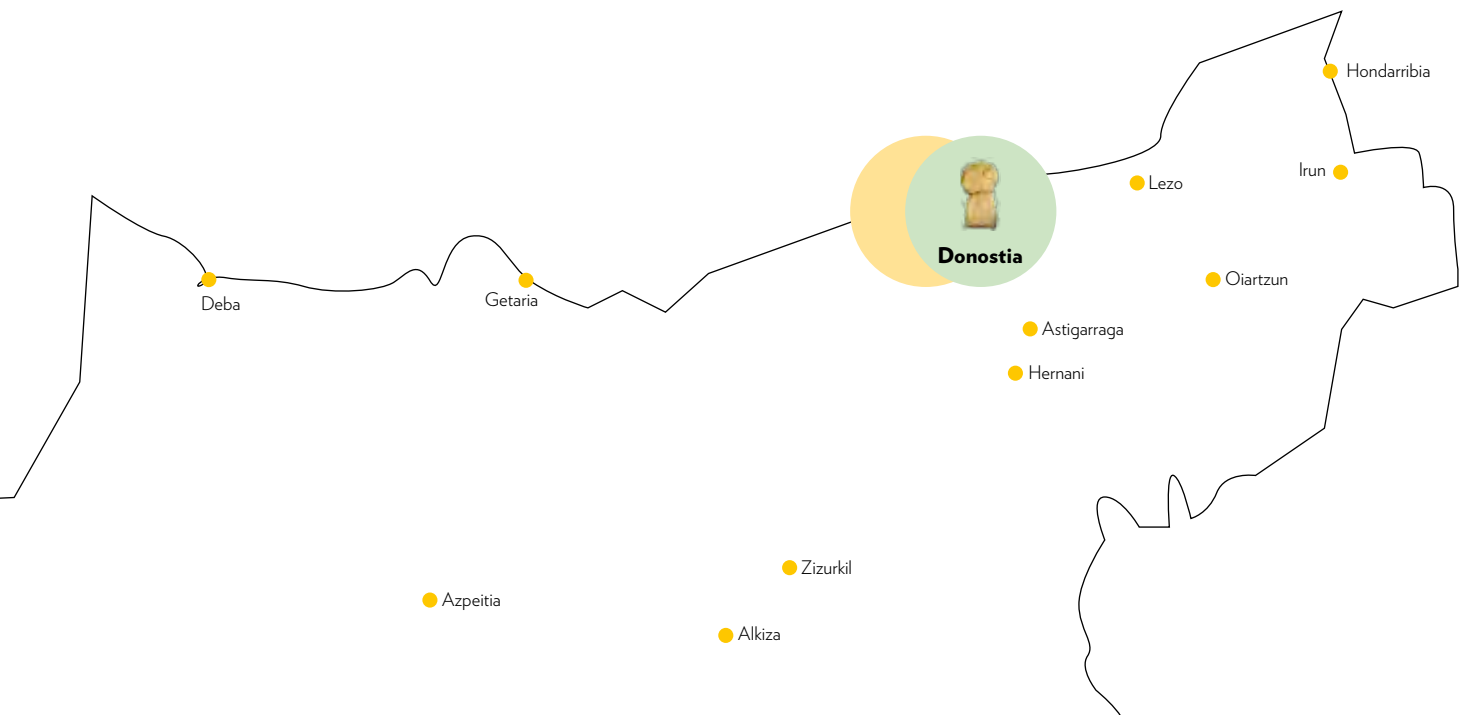 Hondarribia
Irun
Lezo
Donostia
Oiartzun
Deba
Getaria
Astigarraga
Hernani
Zizurkil
Azpeitia
Alkiza